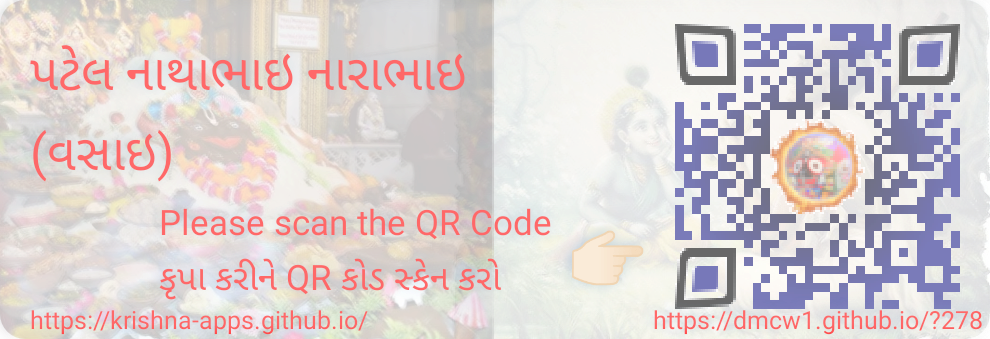 પટેલ નાથાભાઇ નારાભાઇ
(વસાઇ)
Please scan the QR Code
કૃપા કરીને QR કોડ સ્કેન કરો
https://krishna-apps.github.io/
https://dmcw1.github.io/?278